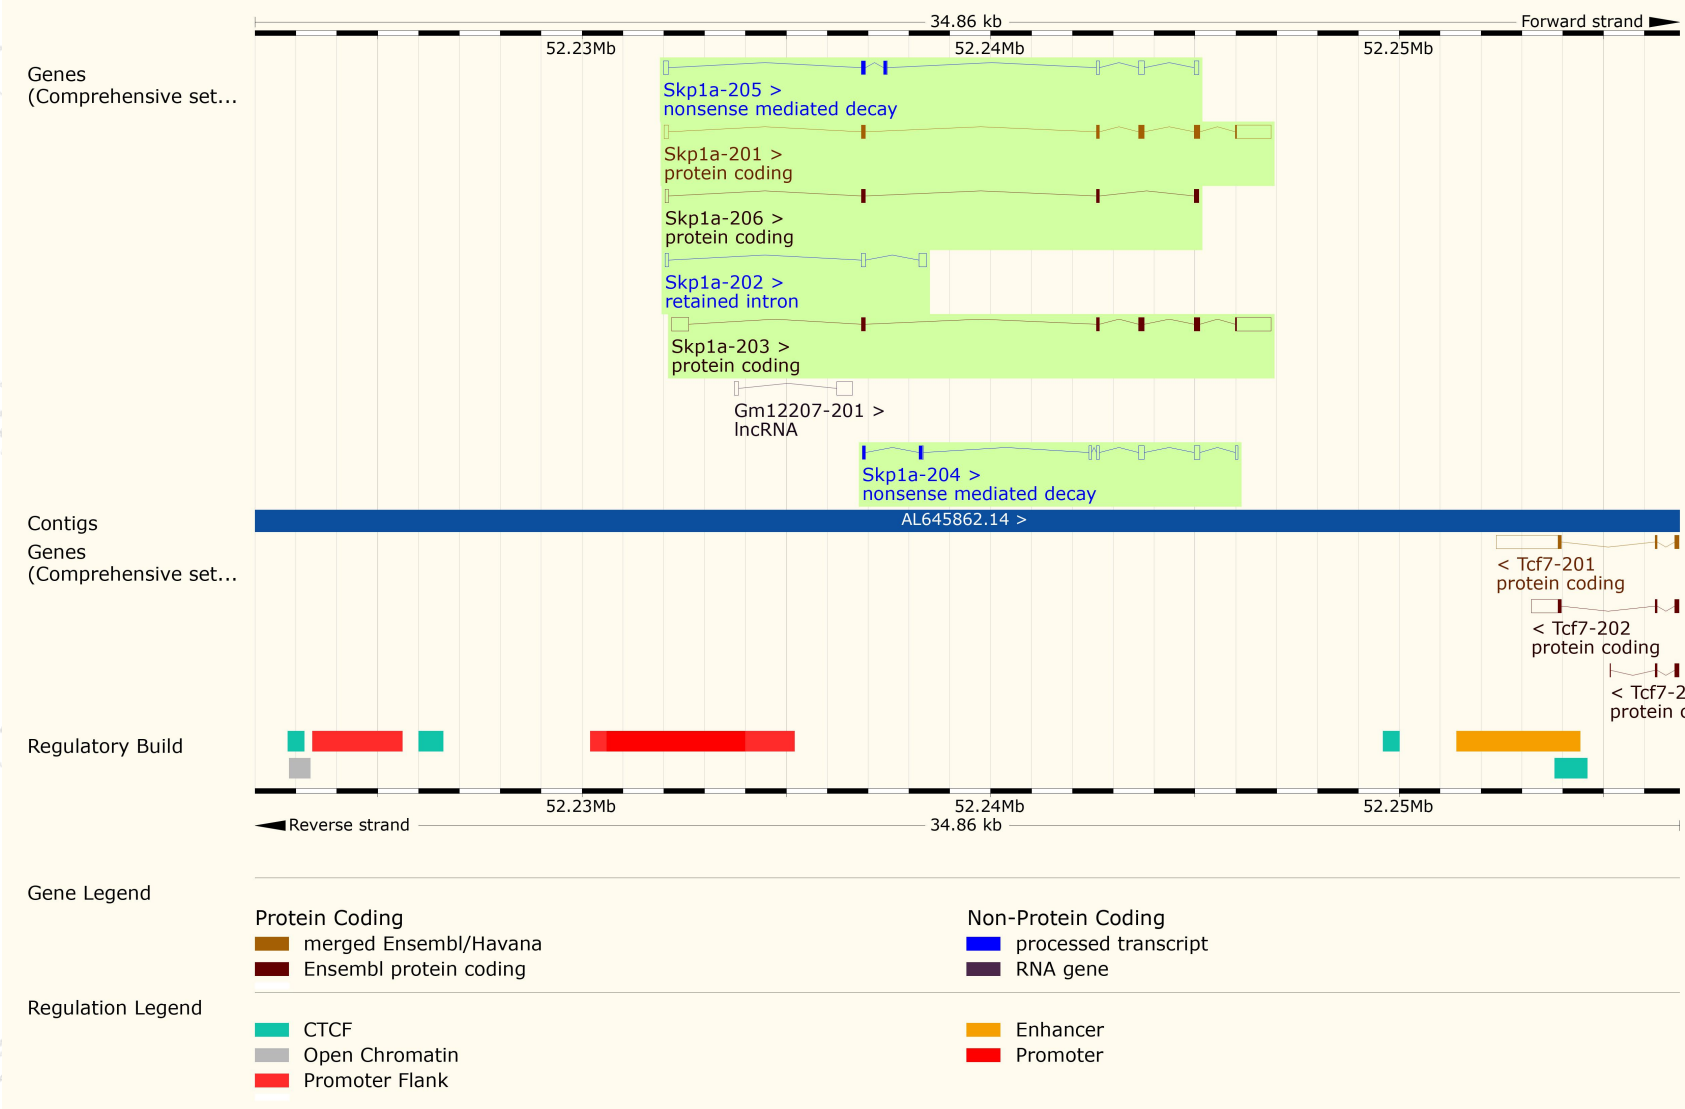 34.86 kb
Forward strand
52.23Mb 52.24Mb 52.25Mb
Genes
(Comprehensive set...
Skp1a-205 >
nonsense mediated decay
Skp1a-201 >
protein coding
Skp1a-206 >
protein coding
Skp1a-202 >
retained intron
Skp1a-203 >
protein coding
Gm12207-201 >
lncRNA
Skp1a-204 >
nonsense mediated decay
Contigs
AL645862.14 >
Genes
(Comprehensive set...
< Tcf7-201
protein coding
< Tcf7-202
protein coding
< Tcf7-2
protein c
Regulatory Build
52.23Mb 52.24Mb 52.25Mb
Reverse strand
34.86 kb
Gene Legend
Protein Coding
merged Ensembl/Havana
Ensembl protein coding
Non-Protein Coding
processed transcript
RNA gene
Regulation Legend
CTCF
Open Chromatin
Promoter Flank
Enhancer
Promoter